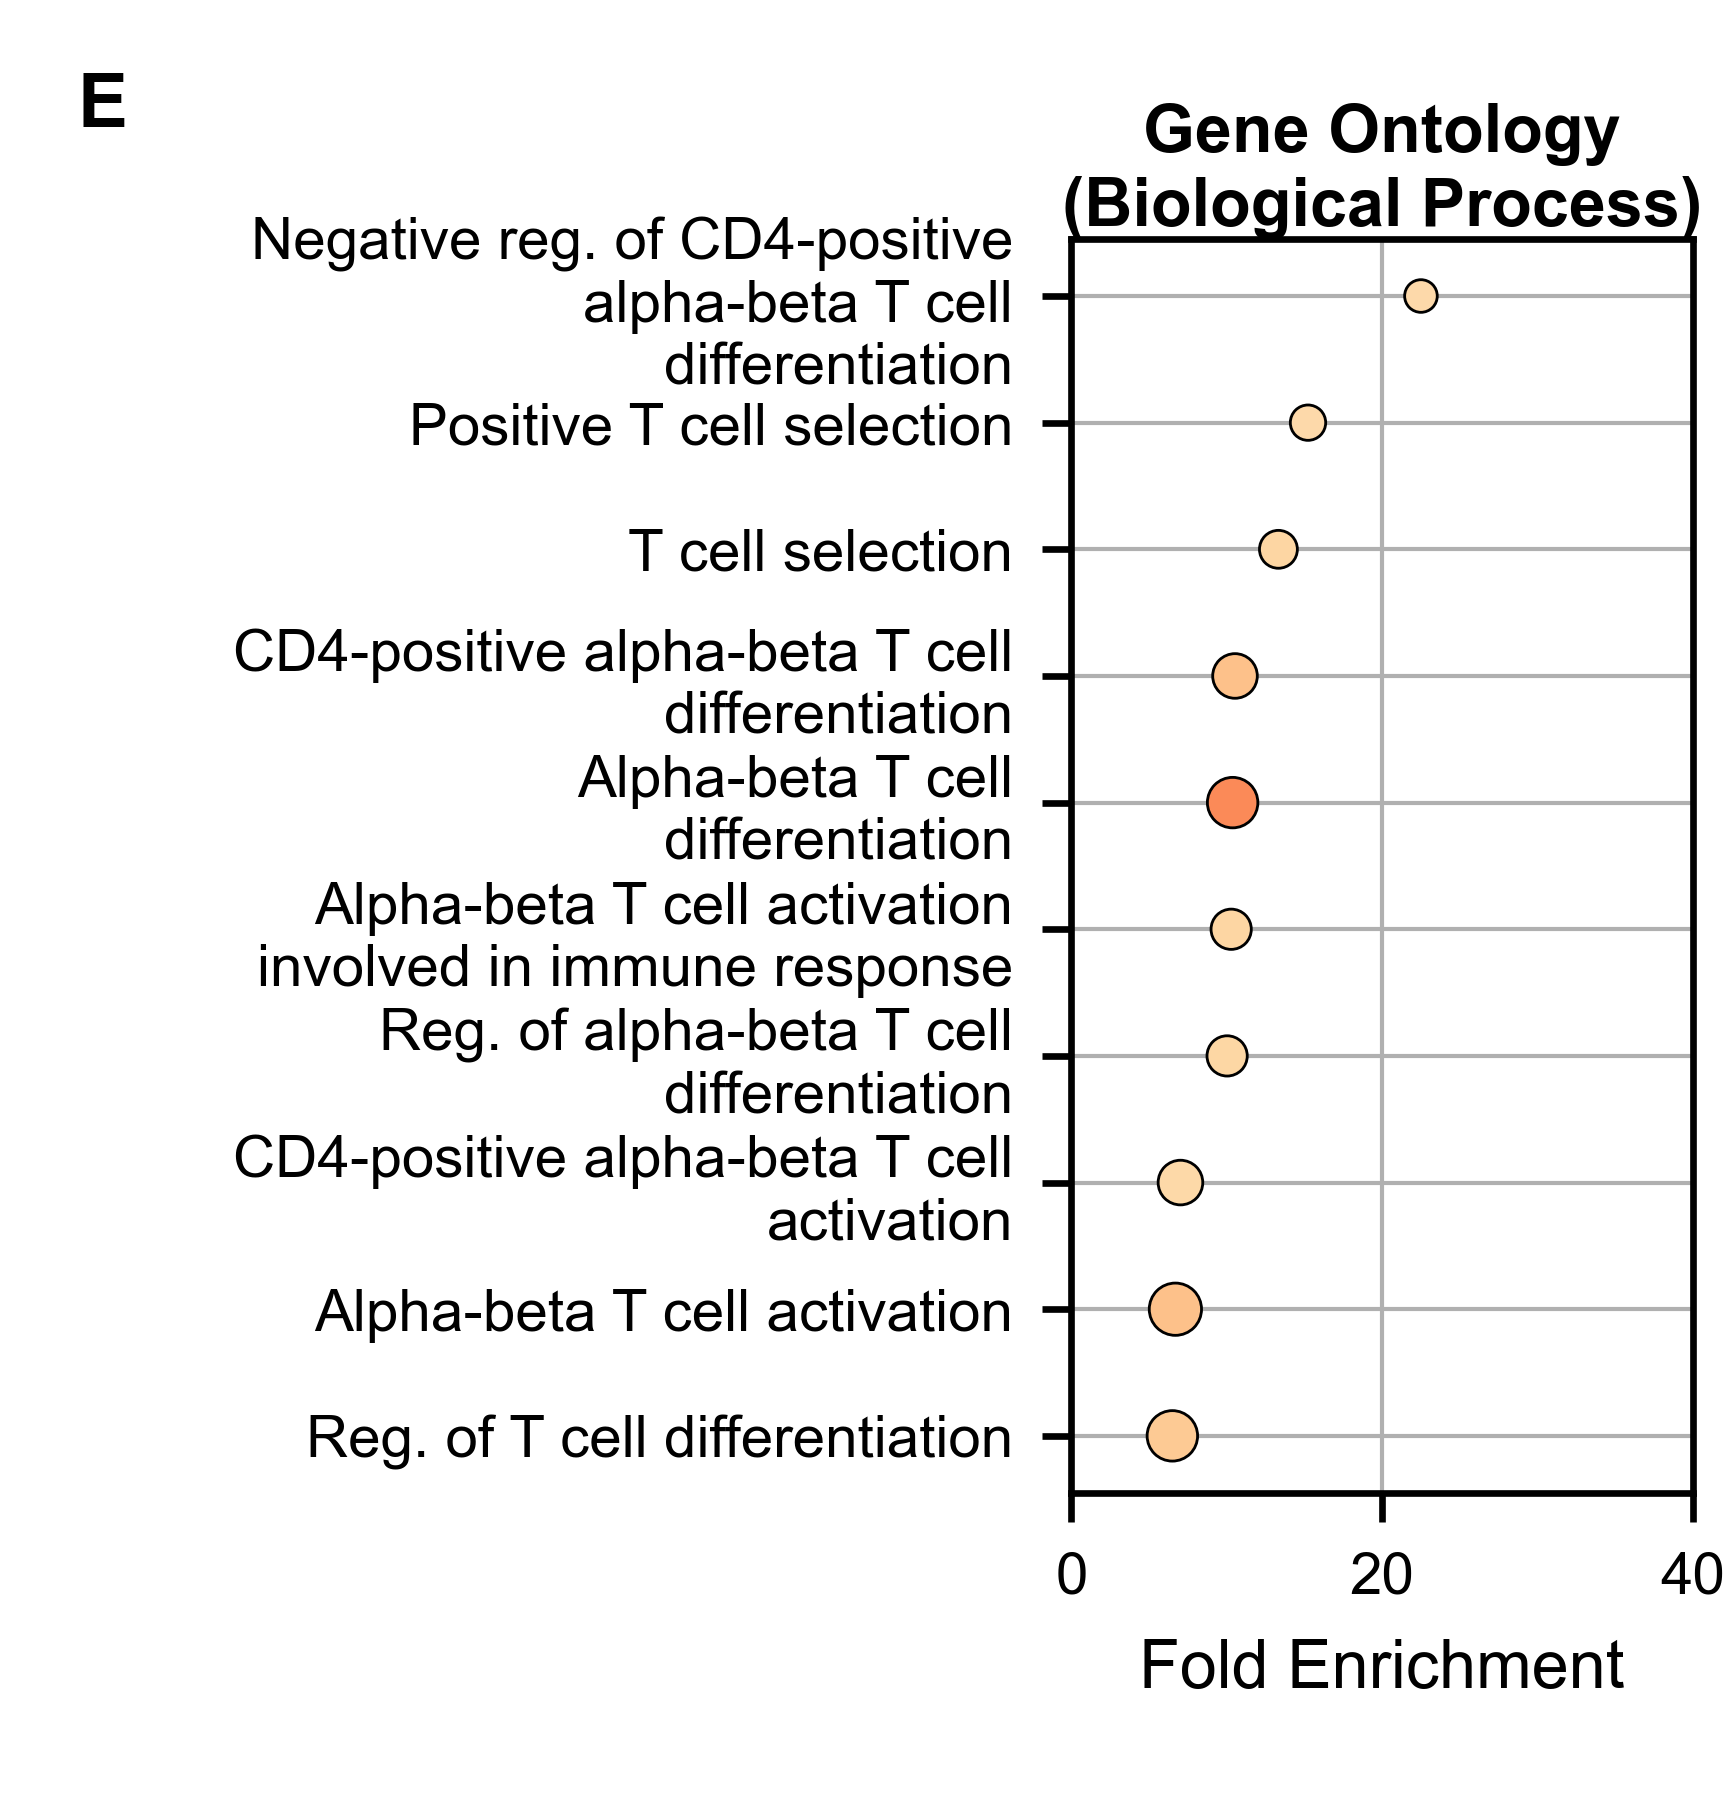 E
Gene Ontology
(Biological Process)
Negative reg. of CD4-positive
alpha-beta T cell
differentiation
Positive T cell selection
T cell selection
CD4-positive alpha-beta T cell
differentiation
Alpha-beta T cell
differentiation
Alpha-beta T cell activation
involved in immune response
Reg. of alpha-beta T cell
differentiation
CD4-positive alpha-beta T cell
activation
Alpha-beta T cell activation
Reg. of T cell differentiation
0 20 40
Fold Enrichment